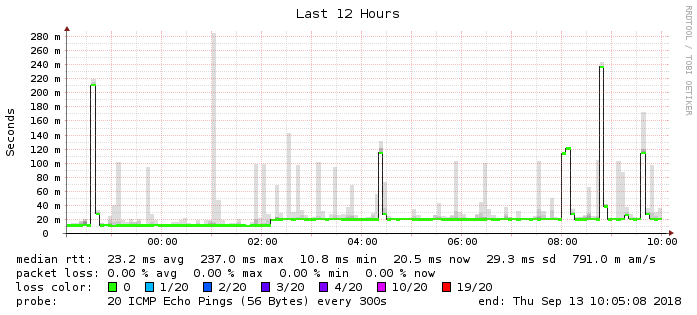 Last 12 Hours
RRDTOOL / TOBI OETIKER
Seconds
280 m
260 m
240 m
220 m
200 m
180 m
160 m
140 m
120 m
100 m
80 m
60 m
40 m
20 m
0
00:00 02:00 04:00 06:00 08:00 10:00
median rtt: 23.2 ms avg 237.0 ms max 10.8 ms min 20.5 ms now 29.3 ms sd 791.0 m am/s
packet loss: 0.00 % avg 0.00 % max 0.00 % min 0.00 % now
loss color: 0 1/20 2/20 3/20 4/20 10/20 19/20
probe: 20 ICMP Echo Pings (56 Bytes) every 300s end: Thu Sep 13 10:05:08 2018